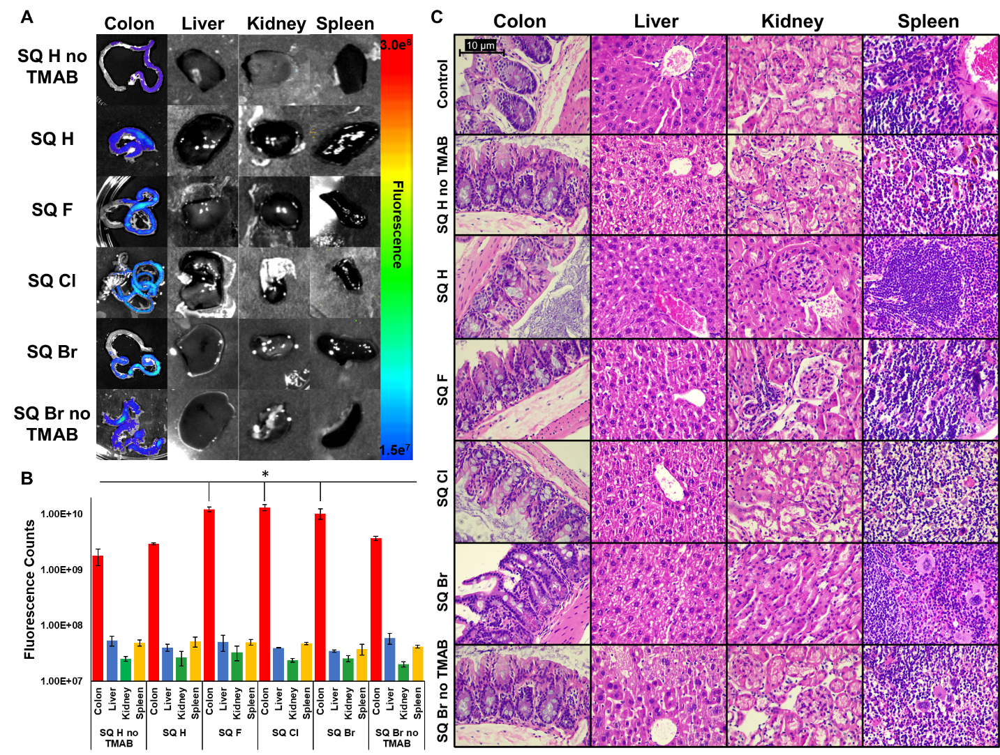 A
Colon Liver Kidney Spleen
SQ H no
TMAB
SQ H
SQ F
SQ Cl
SQ Br
SQ Br no
TMAB
3.0e⁸
Fluorescence
1.5e⁷
B
*
Fluorescence Counts
1.00E+10
1.00E+09
1.00E+08
1.00E+07
Colon Liver Kidney Spleen Colon Liver Kidney Spleen Colon Liver Kidney Spleen Colon Liver Kidney Spleen Colon Liver Kidney Spleen Colon Liver Kidney Spleen
SQ H no
TMAB
SQ H
SQ F
SQ Cl
SQ Br
SQ Br no
TMAB
C
Colon Liver Kidney Spleen
10 µm
Control
SQ H no TMAB
SQ H
SQ F
SQ Cl
SQ Br
SQ Br no TMAB